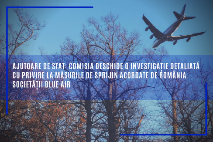 AJUTOARE DE STAT: COMISIA DESCHIDE O INVESTIGAȚIE DETALIATĂ
CU PRIVIRE LA MĂSURILE DE SPRIJIN ACORDATE DE ROMÂNIA
SOCIETĂȚII BLUE AIR